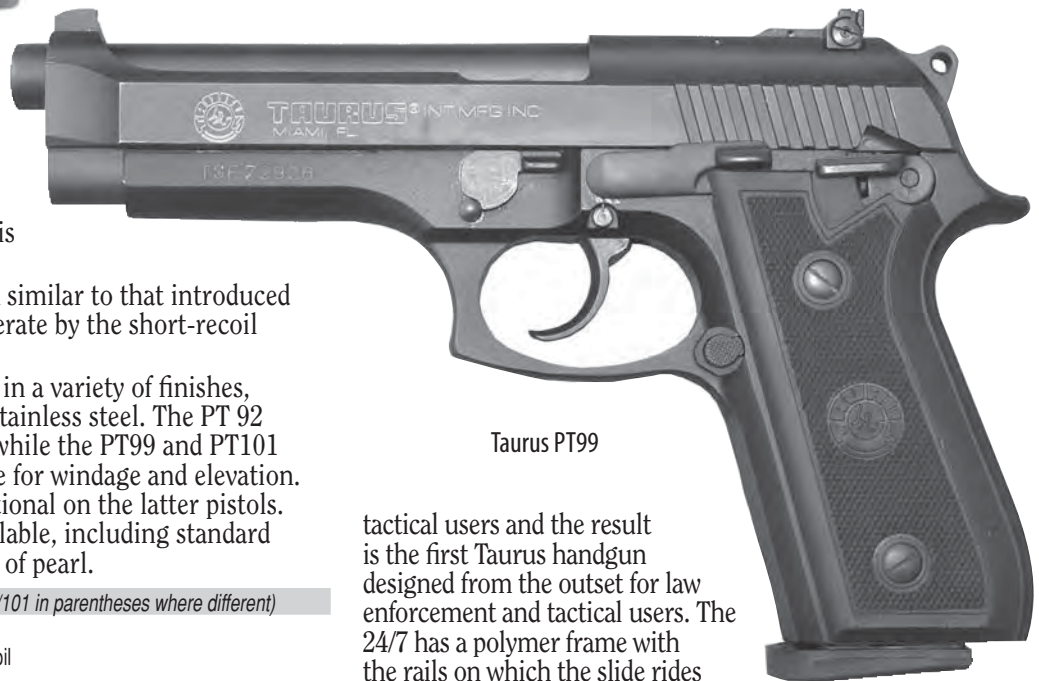 TAURUS® INT MFG INC
MIAMI, FL
is
similar to that introduced
erate by the short-recoil
in a variety of finishes,
tainless steel. The PT 92
while the PT99 and PT101
e for windage and elevation.
tional on the latter pistols.
lable, including standard
of pearl.
/101 in parentheses where different)
oil
Taurus PT99
tactical users and the result
is the first Taurus handgun
designed from the outset for law
enforcement and tactical users. The
24/7 has a polymer frame with
the rails on which the slide rides